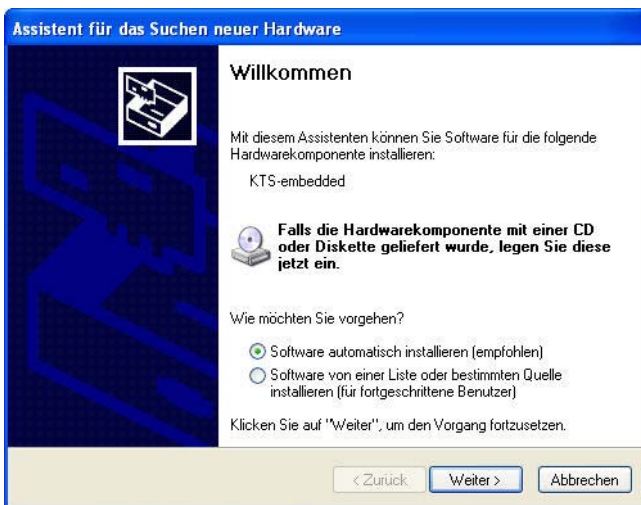 Assistent für das Suchen neuer Hardware
Willkommen
Mit diesem Assistenten können Sie Software für die folgende
Hardwarekomponente installieren:
KTS-embedded
Falls die Hardwarekomponente mit einer CD
oder Diskette geliefert wurde, legen Sie diese
jetzt ein.
Wie möchten Sie vorgehen?
Software automatisch installieren (empfohlen)
Software von einer Liste oder bestimmten Quelle
installieren (für fortgeschrittene Benutzer)
Klicken Sie auf "Weiter", um den Vorgang fortzusetzen.
< Zurück Weiter > Abbrechen